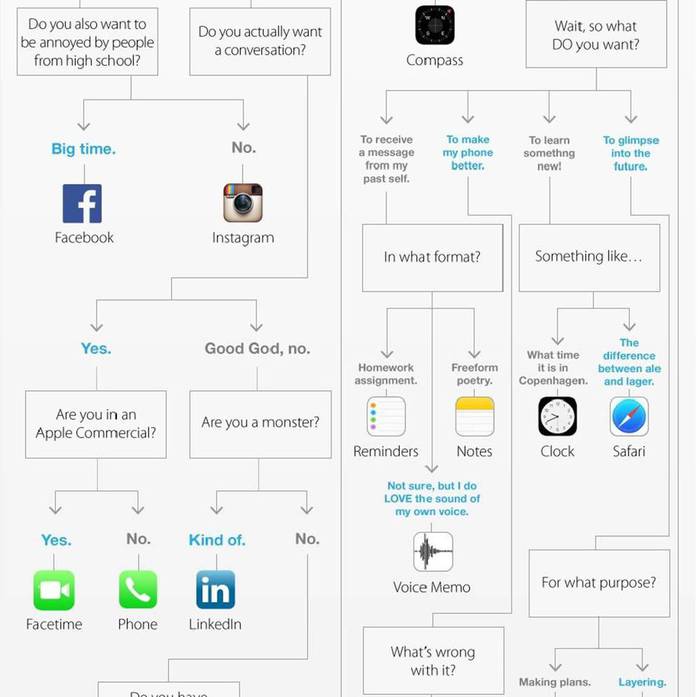 Do you also want to
be annoyed by people
from high school?
Do you actually want
a conversation?
Big time.
No.
Facebook
Instagram
Yes.
Good God, no.
Are you in an
Apple Commercial?
Are you a monster?
Yes.
No.
Kind of.
No.
Facetime
Phone
LinkedIn
Do you have
Compass
Wait, so what
DO you want?
To receive
a message
from my
past self.
To make
my phone
better.
To learn
somethng
new!
To glimpse
into the
future.
In what format?
Something like...
Homework
assignment.
Freeform
poetry.
What time
it is in
Copenhagen.
The
difference
between ale
and lager.
Reminders
Notes
Clock
Safari
Not sure, but I do
LOVE the sound of
my own voice.
Voice Memo
For what purpose?
What's wrong
with it?
Making plans.
Layering.